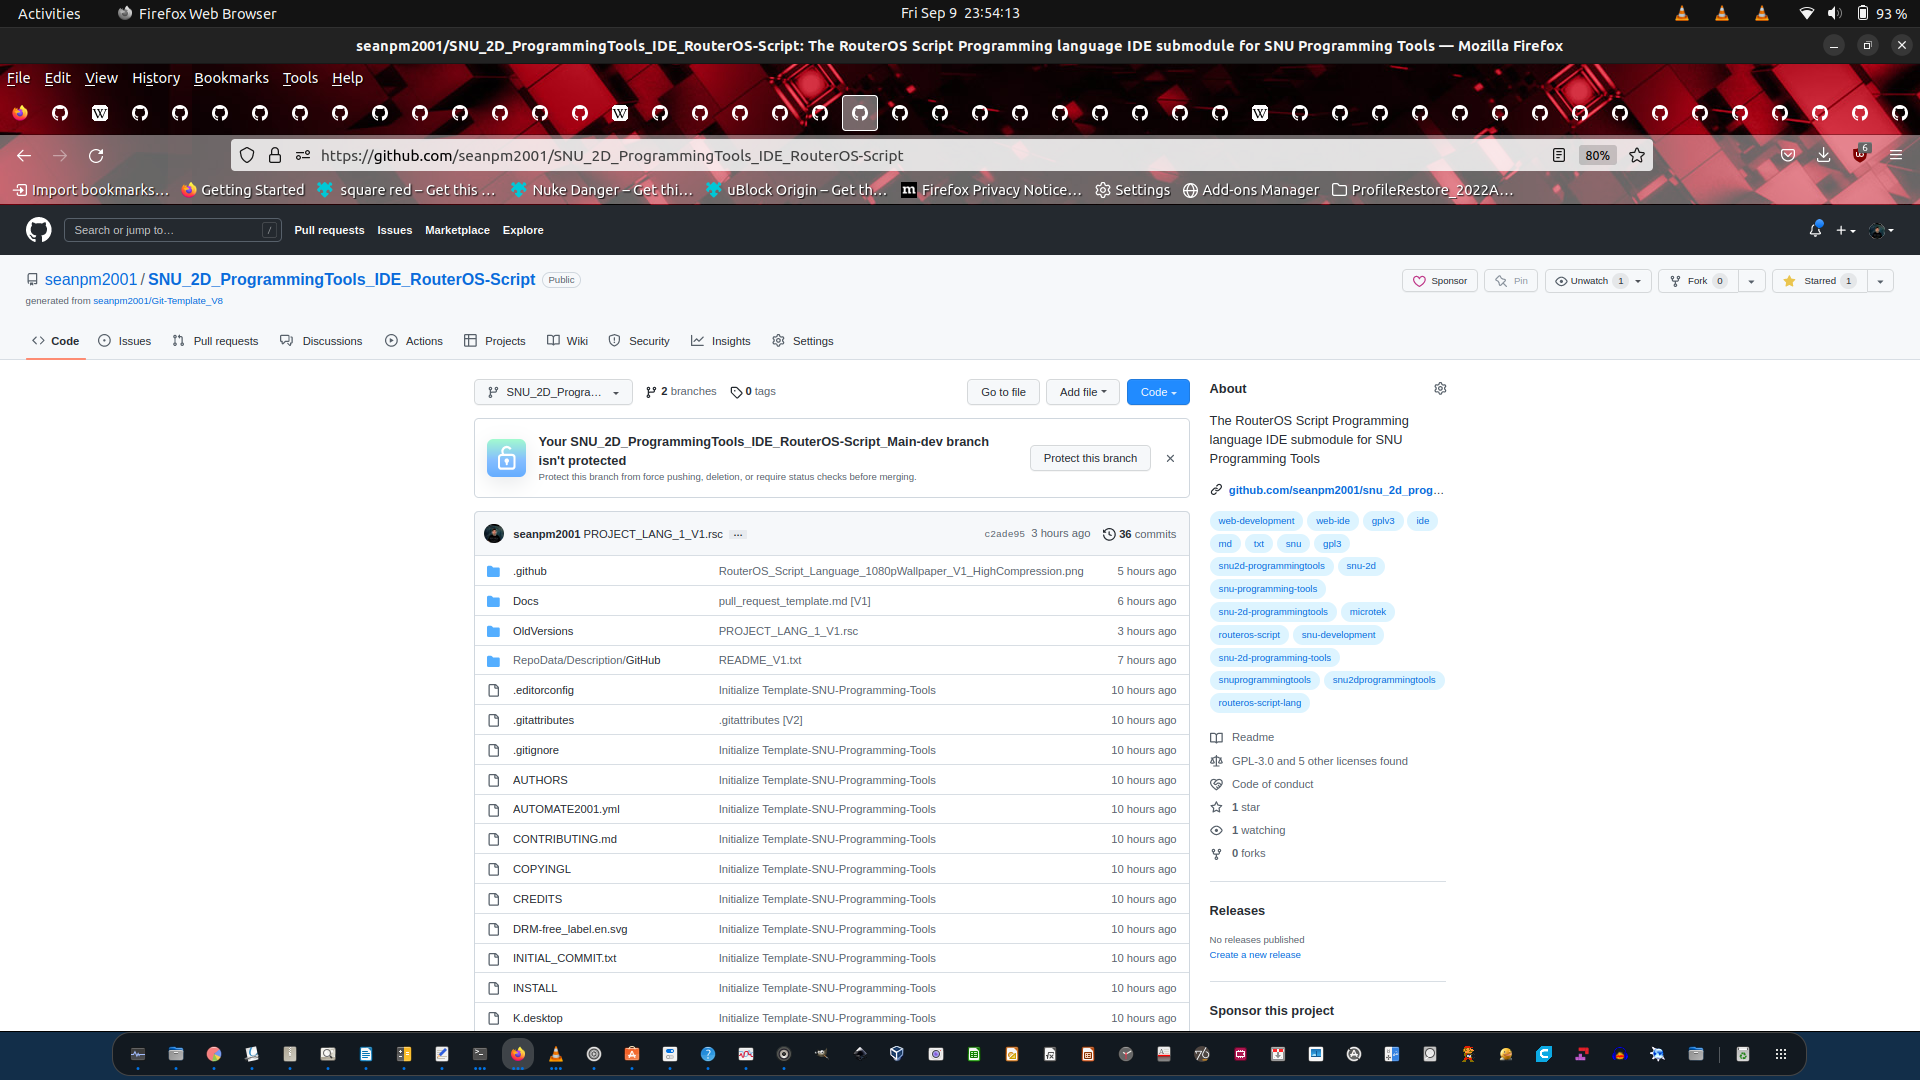 Activities Firefox Web Browser Fri Sep 9 23:54:13 93 %
seanpm2001/SNU_2D_ProgrammingTools_IDE_RouterOS-Script: The RouterOS Script Programming language IDE submodule for SNU Programming Tools — Mozilla Firefox
File Edit View History Bookmarks Tools Help
https://github.com/seanpm2001/SNU_2D_ProgrammingTools_IDE_RouterOS-Script 80% 6
Import bookmarks… Getting Started square red – Get this … Nuke Danger – Get thi… uBlock Origin – Get th… Firefox Privacy Notice… Settings Add-ons Manager ProfileRestore_2022A…
Search or jump to… / Pull requests Issues Marketplace Explore
seanpm2001 / SNU_2D_ProgrammingTools_IDE_RouterOS-Script Public Sponsor Pin Unwatch 1 Fork 0 Starred 1
generated from seanpm2001/Git-Template_V8
Code Issues Pull requests Discussions Actions Projects Wiki Security Insights Settings
SNU_2D_Progra… 2 branches 0 tags Go to file Add file Code
Your SNU_2D_ProgrammingTools_IDE_RouterOS-Script_Main-dev branch
isn't protected
Protect this branch from force pushing, deletion, or require status checks before merging.
Protect this branch
seanpm2001 PROJECT_LANG_1_V1.rsc … c2ade95 3 hours ago 36 commits
.github RouterOS_Script_Language_1080pWallpaper_V1_HighCompression.png 5 hours ago
Docs pull_request_template.md [V1] 6 hours ago
OldVersions PROJECT_LANG_1_V1.rsc 3 hours ago
RepoData/Description/GitHub README_V1.txt 7 hours ago
.editorconfig Initialize Template-SNU-Programming-Tools 10 hours ago
.gitattributes .gitattributes [V2] 10 hours ago
.gitignore Initialize Template-SNU-Programming-Tools 10 hours ago
AUTHORS Initialize Template-SNU-Programming-Tools 10 hours ago
AUTOMATE2001.yml Initialize Template-SNU-Programming-Tools 10 hours ago
CONTRIBUTING.md Initialize Template-SNU-Programming-Tools 10 hours ago
COPYINGL Initialize Template-SNU-Programming-Tools 10 hours ago
CREDITS Initialize Template-SNU-Programming-Tools 10 hours ago
DRM-free_label.en.svg Initialize Template-SNU-Programming-Tools 10 hours ago
INITIAL_COMMIT.txt Initialize Template-SNU-Programming-Tools 10 hours ago
INSTALL Initialize Template-SNU-Programming-Tools 10 hours ago
K.desktop Initialize Template-SNU-Programming-Tools 10 hours ago
About
The RouterOS Script Programming
language IDE submodule for SNU
Programming Tools
github.com/seanpm2001/snu_2d_prog…
web-development web-ide gplv3 ide
md txt snu gpl3
snu2d-programmingtools snu-2d
snu-programming-tools
snu-2d-programmingtools microtek
routeros-script snu-development
snu-2d-programming-tools
snuprogrammingtools snu2dprogrammingtools
routeros-script-lang
Readme
GPL-3.0 and 5 other licenses found
Code of conduct
1 star
1 watching
0 forks
Releases
No releases published
Create a new release
Sponsor this project